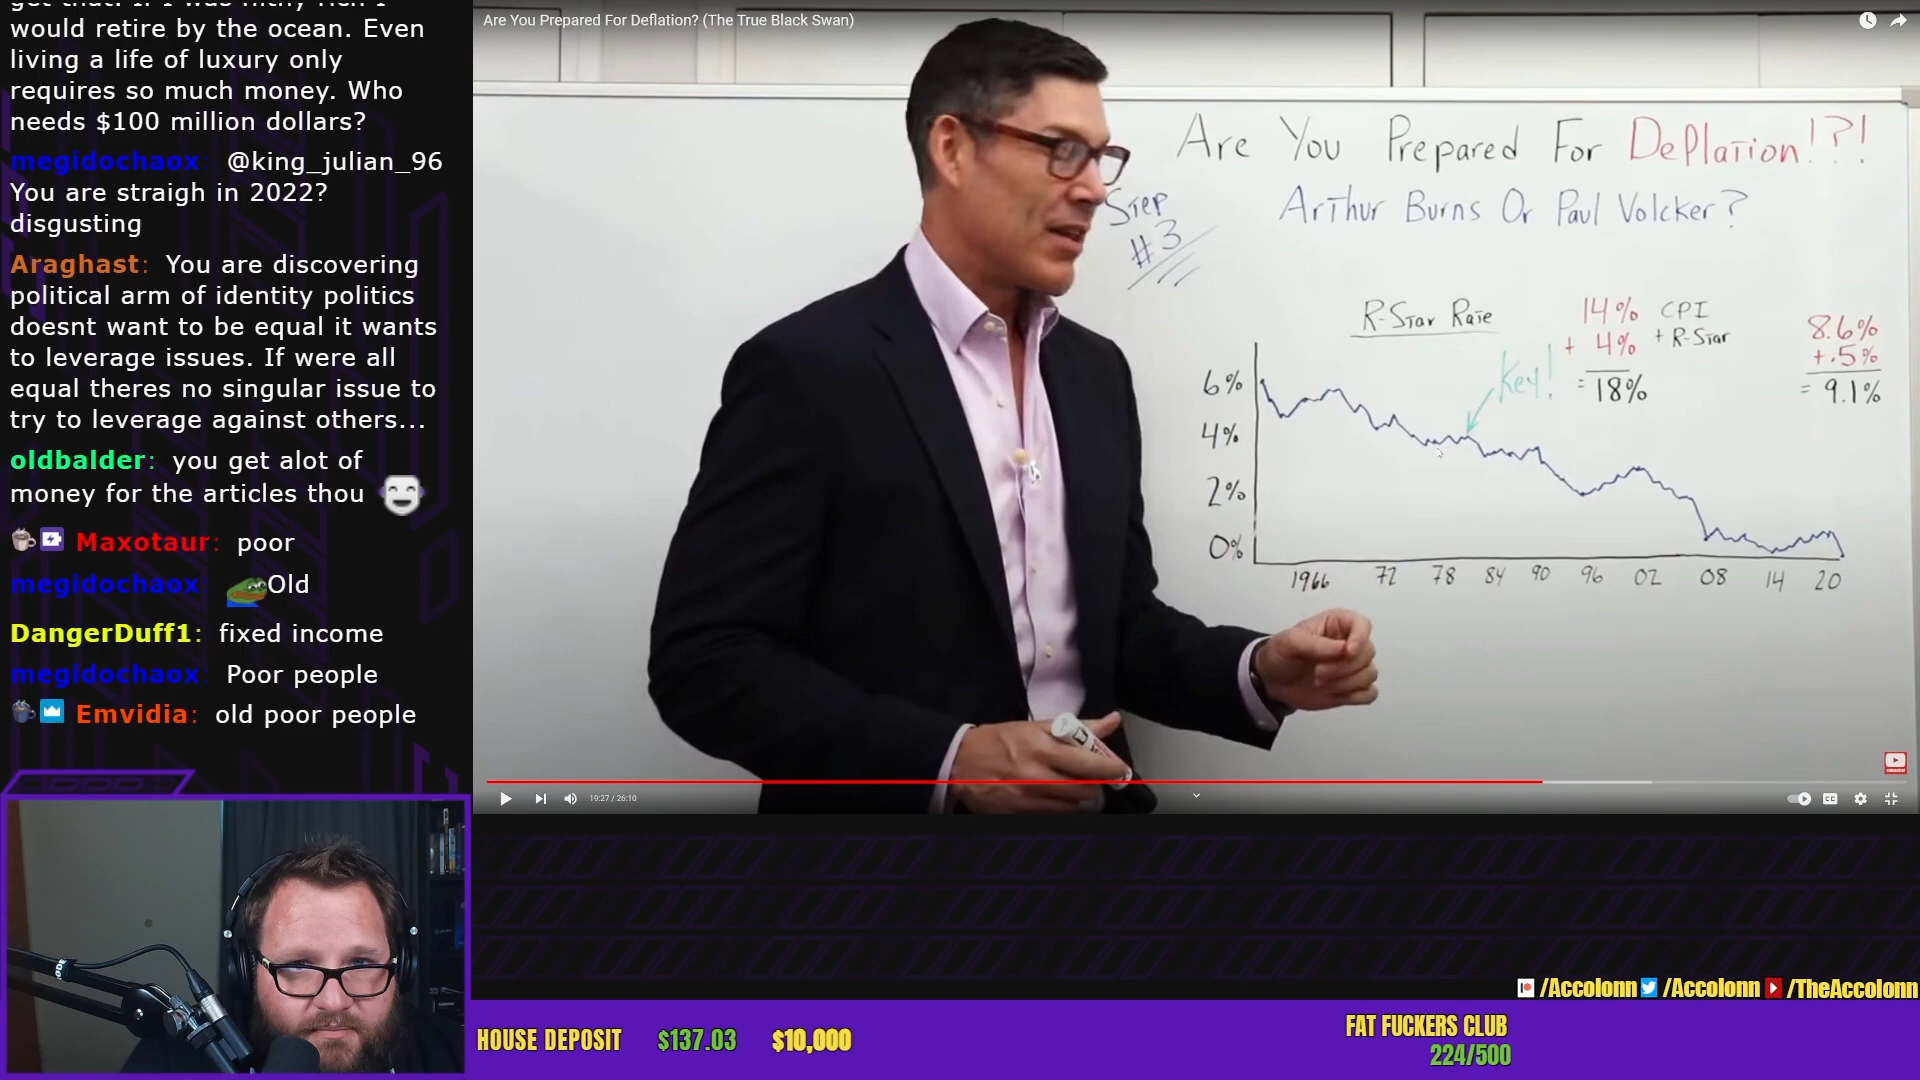 would retire by the ocean. Even
living a life of luxury only
requires so much money. Who
needs $100 million dollars?
megidochaox: @king_julian_96
You are straigh in 2022?
disgusting
Araghast: You are discovering
political arm of identity politics
doesnt want to be equal it wants
to leverage issues. If were all
equal theres no singular issue to
try to leverage against others...
oldbalder: you get alot of
money for the articles thou
Maxotaur: poor
megidochaox: Old
DangerDuff1: fixed income
megidochaox: Poor people
Emvidia: old poor people
Are You Prepared For Deflation? (The True Black Swan)
Are You Prepared For Deflation!?!
Step
#3
Arthur Burns Or Paul Volcker?
R-Star Rate
14% CPI
+ 4% + R-Star
= 18%
8.6%
+.5%
= 9.1%
Key!
6%
4%
2%
0%
1966 72 78 84 90 96 02 08 14 20
19:27 / 26:10
/Accolonn /Accolonn /TheAccolonn
HOUSE DEPOSIT $137.03 $10,000
FAT FUCKERS CLUB
224/500